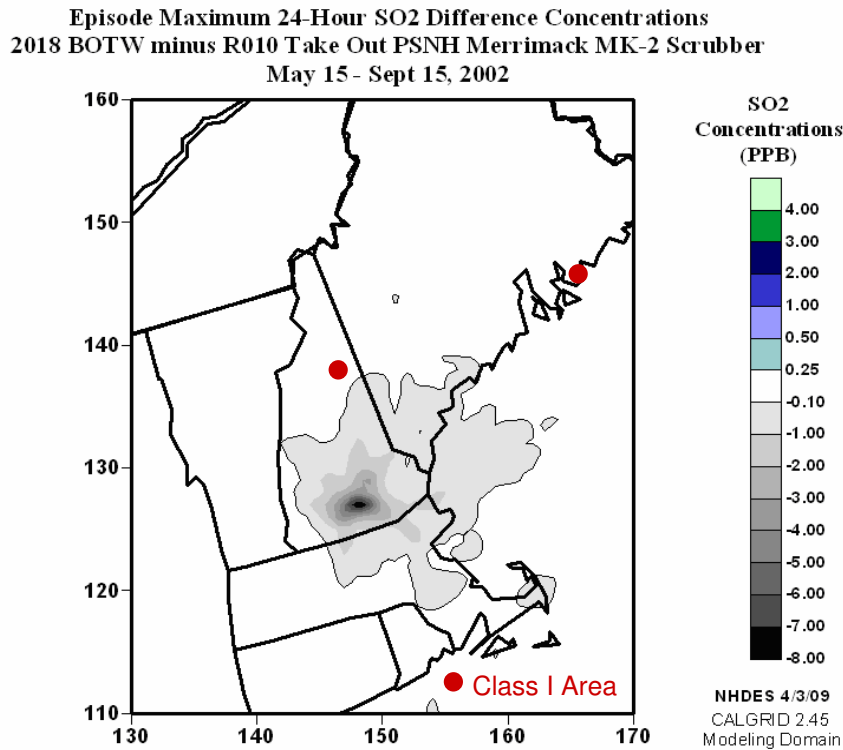 Episode Maximum 24-Hour SO2 Difference Concentrations
2018 BOTW minus R010 Take Out PSNH Merrimack MK-2 Scrubber
May 15 - Sept 15, 2002
160
150
140
130
120
110
130
140
150
160
170
Class I Area
SO2
Concentrations
(PPB)
4.00
3.00
2.00
1.00
0.50
0.25
-0.10
-1.00
-2.00
-3.00
-4.00
-5.00
-6.00
-7.00
-8.00
NHDES 4/3/09
CALGRID 2.45
Modeling Domain